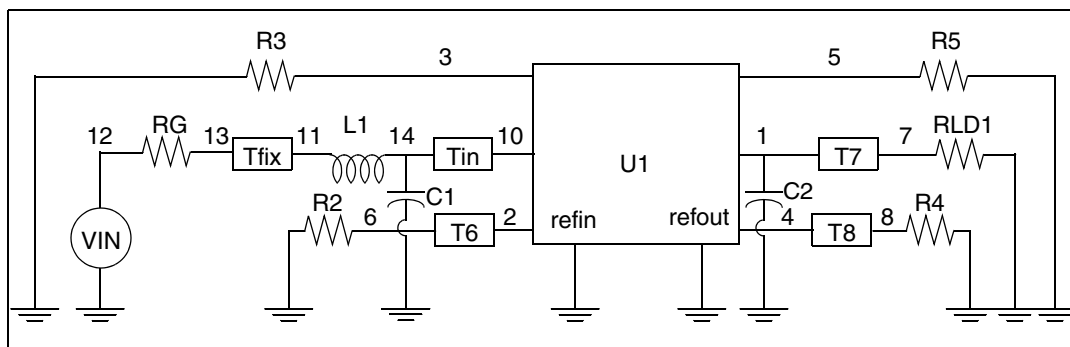 R3 3 5 R5
12 RG 13 Tfix 11 L1 14 Tin 10 U1 1 T7 7 RLD1
C1 C2
VIN R2 6 T6 2 refin refout 4 T8 8 R4